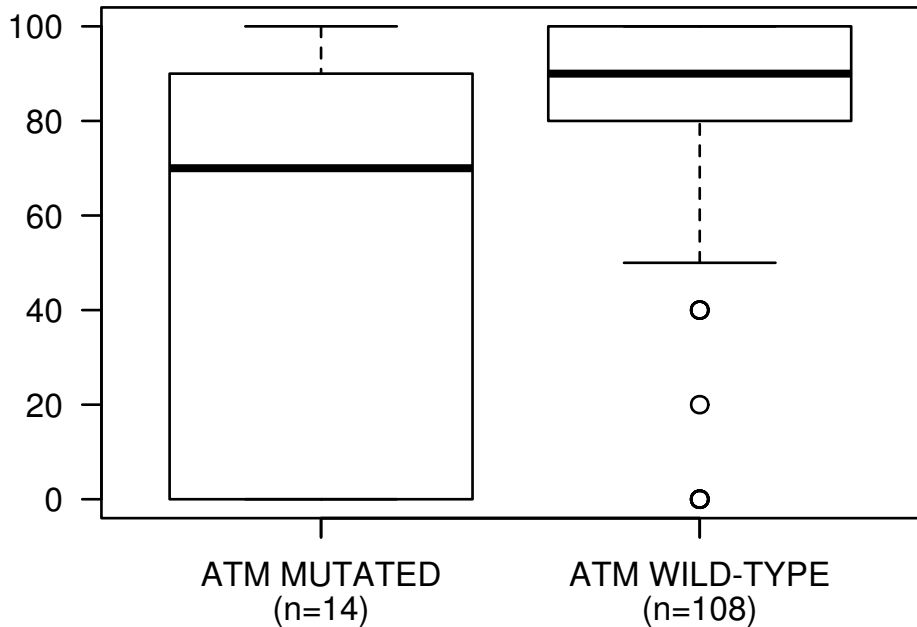 100
80
60
40
20
0
ATM MUTATED
(n=14)
ATM WILD-TYPE
(n=108)